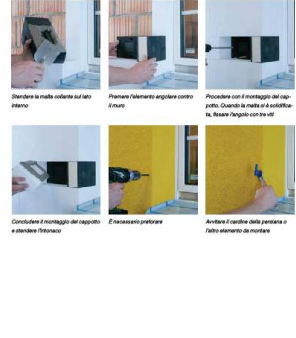 Stendere la malta collante sul lato
interno
Premere l'elemento angolare contro
il muro
Procedere con il montaggio del cap-
potto. Quando la malta si è solidifica-
ta, fissare l'angolo con tre viti
Concludere il montaggio del cappotto
e stendere l'intonaco
È necessario preforare
Avvitare il cardine della persiana o
l'altro elemento da montare